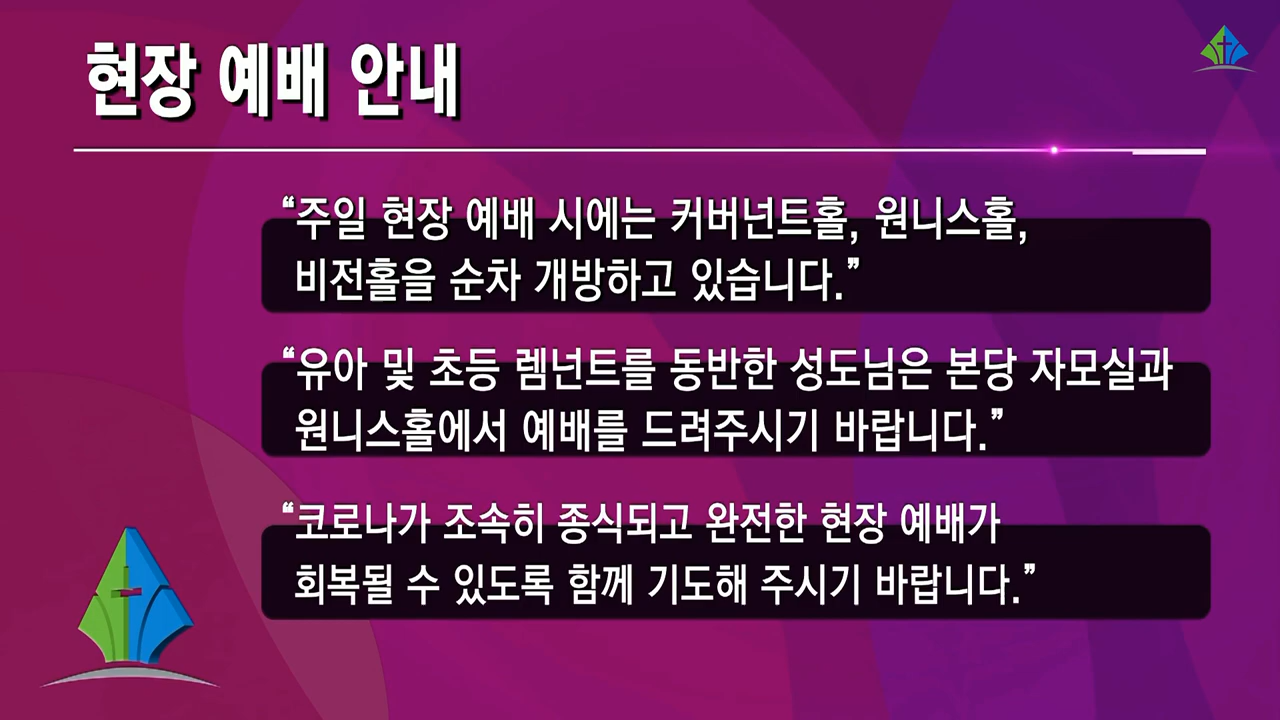 현장 예배 안내
“주일 현장 예배 시에는 커버넌트홀, 원니스홀,
비전홀을 순차 개방하고 있습니다.”
“유아 및 초등 렘넌트를 동반한 성도님은 본당 자모실과
원니스홀에서 예배를 드려주시기 바랍니다.”
“코로나가 조속히 종식되고 완전한 현장 예배가
회복될 수 있도록 함께 기도해 주시기 바랍니다.”